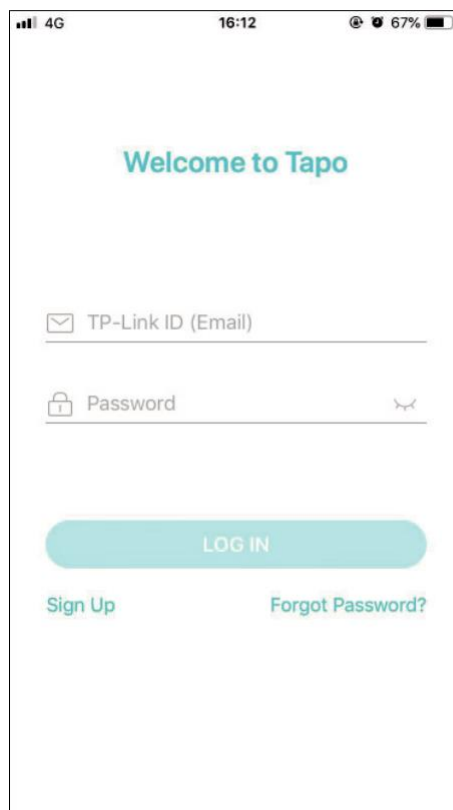 4G 16:12 67%
Welcome to Tapo
TP-Link ID (Email)
Password
LOG IN
Sign Up Forgot Password?